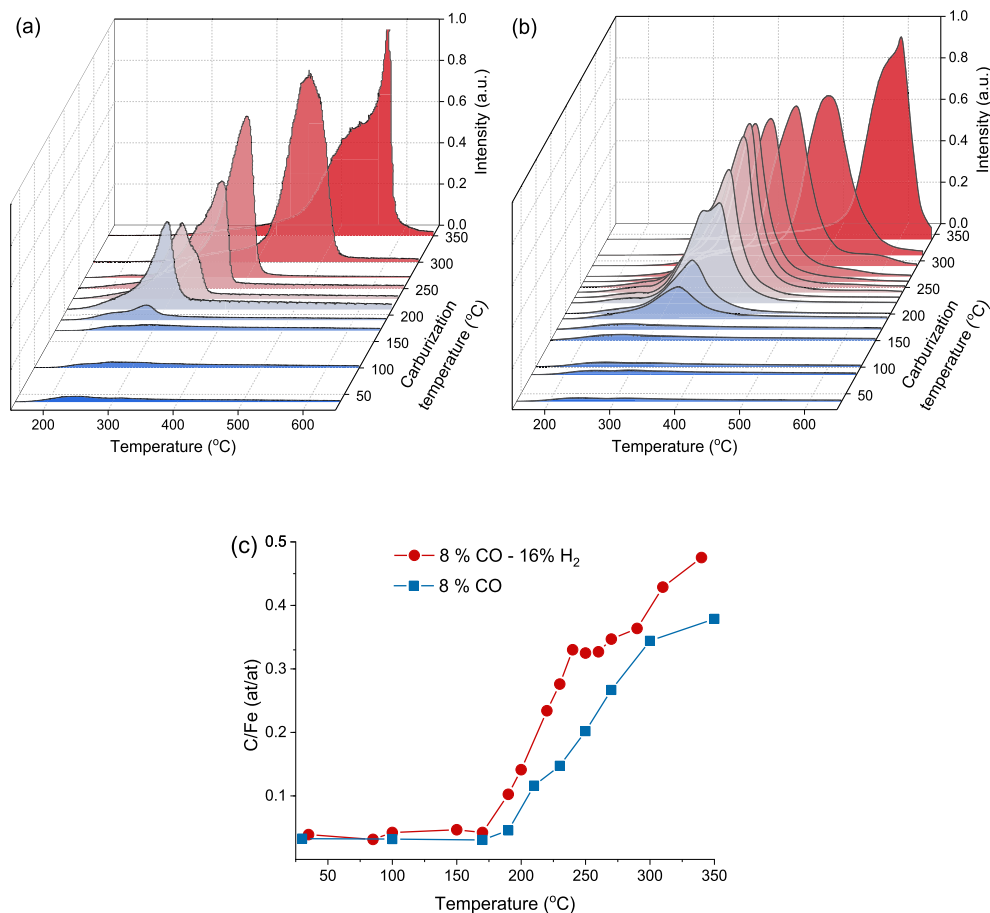 (a)
1.0
0.8
0.6
0.4
0.2
0.0
Intensity (a.u.)
350
300
250
200
150
100
50
Carburization
temperature (°C)
200 300 400 500 600
Temperature (°C)
(b)
1.0
0.8
0.6
0.4
0.2
0.0
Intensity (a.u.)
350
300
250
200
150
100
50
Carburization
temperature (°C)
200 300 400 500 600
Temperature (°C)
(c)
8 % CO - 16% H₂
8 % CO
0.5
0.4
0.3
0.2
0.1
C/Fe (at/at)
50 100 150 200 250 300 350
Temperature (°C)